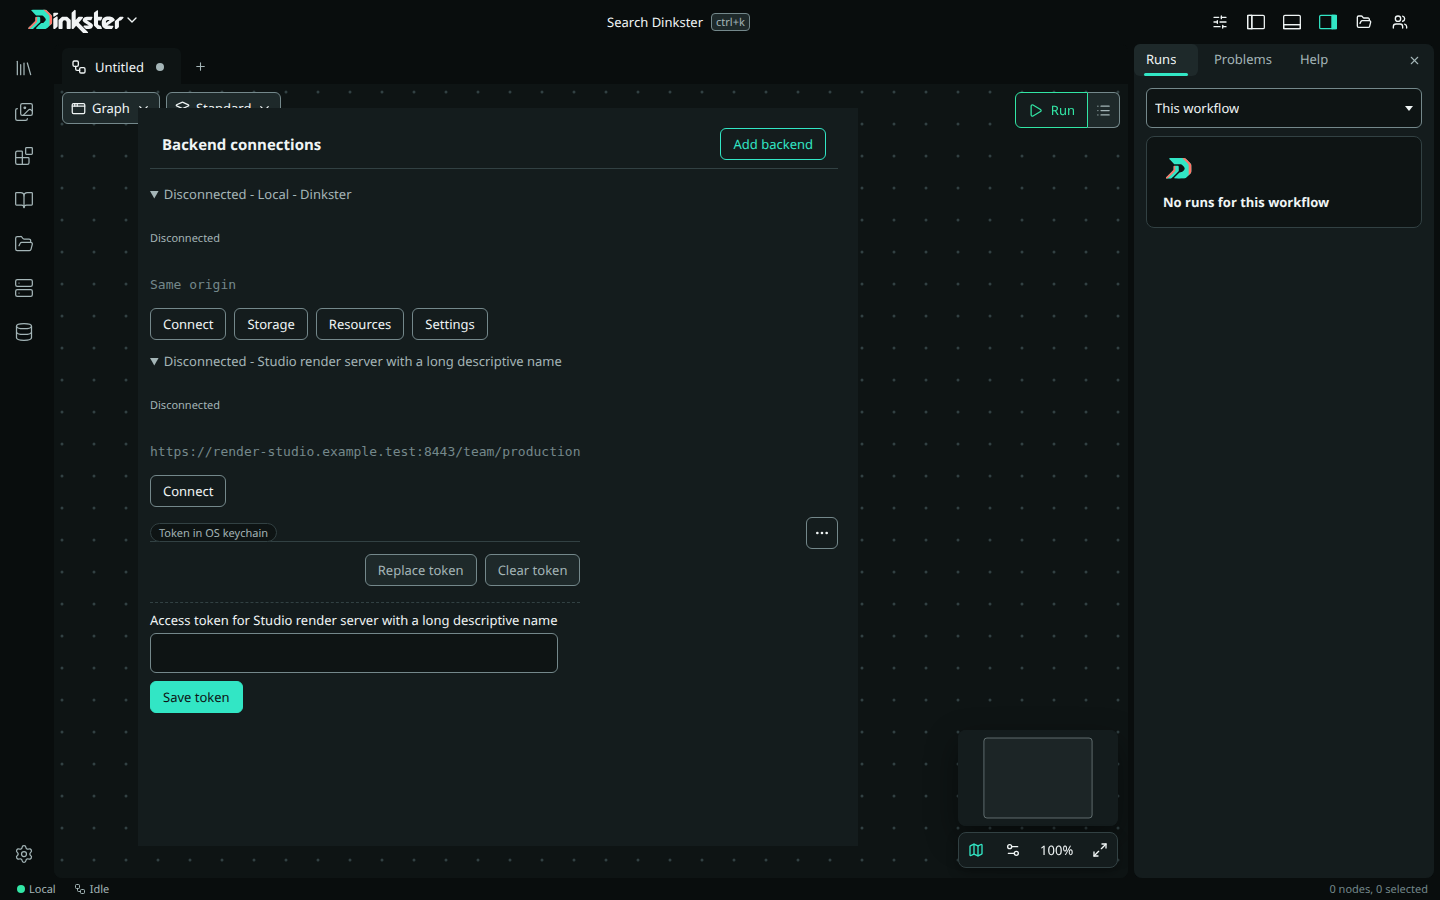 Dinkster
Search Dinkster ctrl+k
Untitled
Graph
Standard
Run
Backend connections
Add backend
Disconnected - Local - Dinkster
Disconnected
Same origin
Connect
Storage
Resources
Settings
Disconnected - Studio render server with a long descriptive name
Disconnected
https://render-studio.example.test:8443/team/production
Connect
Token in OS keychain
Replace token
Clear token
Access token for Studio render server with a long descriptive name
Save token
100%
Runs
Problems
Help
This workflow
No runs for this workflow
Local
Idle
0 nodes, 0 selected